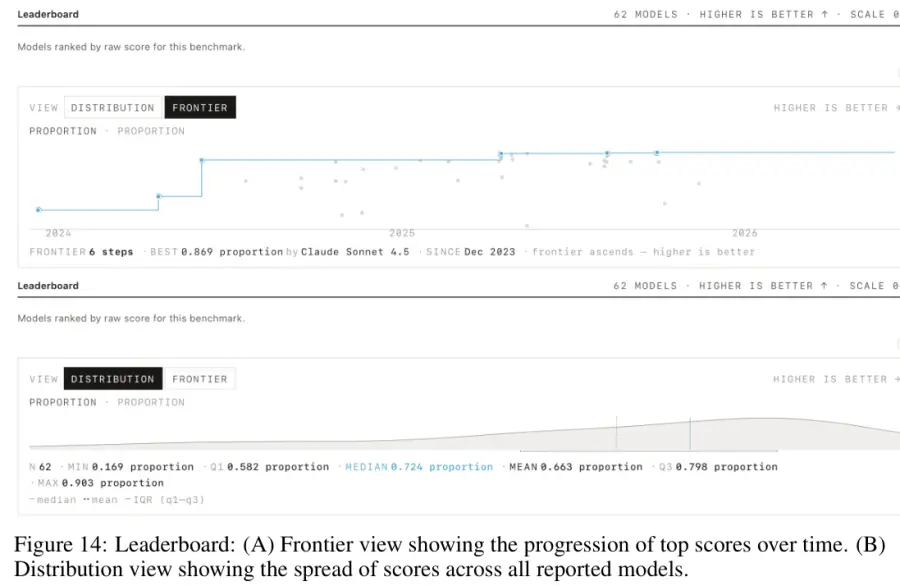 Leaderboard 62 MODELS · HIGHER IS BETTER ↑ · SCALE 0
Models ranked by raw score for this benchmark.
VIEW DISTRIBUTION FRONTIER HIGHER IS BETTER →
PROPORTION · PROPORTION
2024 2025 2026
FRONTIER 6 steps · BEST 0.869 proportion by Claude Sonnet 4.5 · SINCE Dec 2023 · frontier ascends — higher is better
Leaderboard 62 MODELS · HIGHER IS BETTER ↑ · SCALE 0
Models ranked by raw score for this benchmark.
VIEW DISTRIBUTION FRONTIER HIGHER IS BETTER →
PROPORTION · PROPORTION
N 62 · MIN 0.169 proportion · Q1 0.582 proportion · MEDIAN 0.724 proportion · MEAN 0.663 proportion · Q3 0.798 proportion
· MAX 0.903 proportion
— median -- mean — IQR (q1–q3)
Figure 14: Leaderboard: (A) Frontier view showing the progression of top scores over time. (B)
Distribution view showing the spread of scores across all reported models.